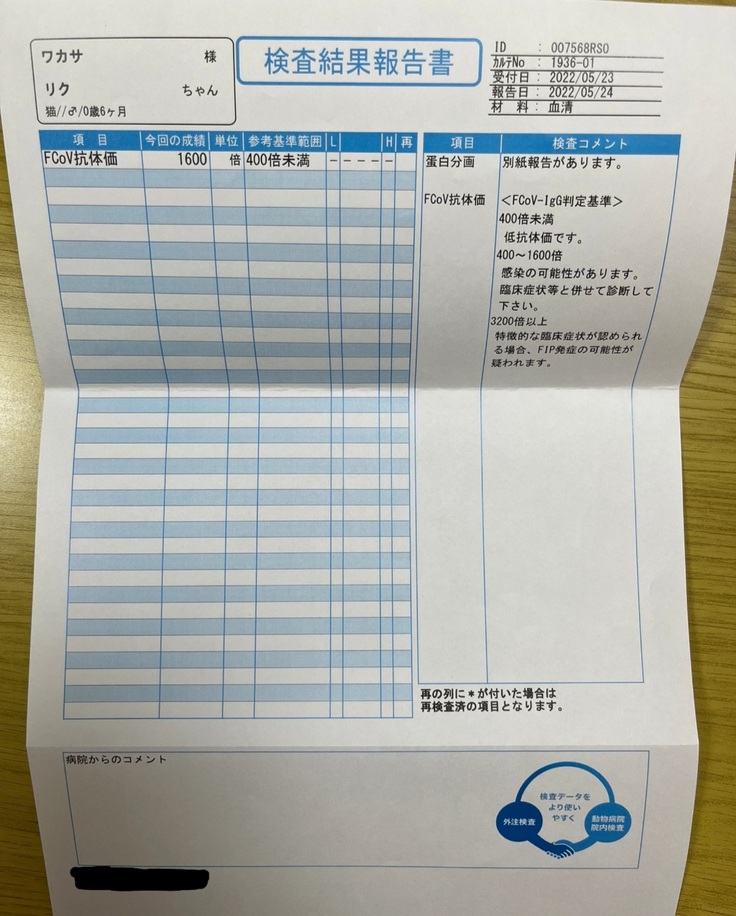 ワカサ 様
リク ちゃん
猫//♂/0歳6ヶ月
検査結果報告書
ID : 007568RS0
ｶﾙﾃNo : 1936-01
受付日 : 2022/05/23
報告日 : 2022/05/24
材 料 : 血清
項 目 今回の成績 単位 参考基準範囲 L H 再
FCoV抗体価 1600 倍 400倍未満 - - - - -
項目 検査コメント
蛋白分画 別紙報告があります。
FCoV抗体価 ＜FCoV-IgG判定基準＞
400倍未満
低抗体価です。
400～1600倍
感染の可能性があります。
臨床症状等と併せて診断して
下さい。
3200倍以上
特徴的な臨床症状が認められ
る場合、FIP発症の可能性が
疑われます。
再の列に＊が付いた場合は
再検査済の項目となります。
病院からのコメント
検査データを
より使い
やすく
外注検査
動物病院
院内検査